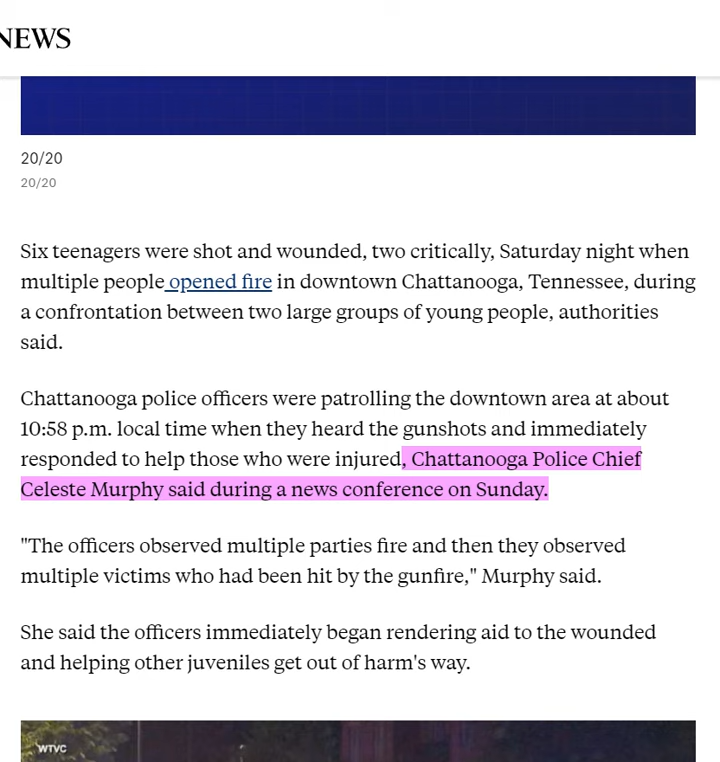 NEWS
20/20
20/20
Six teenagers were shot and wounded, two critically, Saturday night when
multiple people opened fire in downtown Chattanooga, Tennessee, during
a confrontation between two large groups of young people, authorities
said.
Chattanooga police officers were patrolling the downtown area at about
10:58 p.m. local time when they heard the gunshots and immediately
responded to help those who were injured, Chattanooga Police Chief
Celeste Murphy said during a news conference on Sunday.
"The officers observed multiple parties fire and then they observed
multiple victims who had been hit by the gunfire," Murphy said.
She said the officers immediately began rendering aid to the wounded
and helping other juveniles get out of harm's way.
WTVC